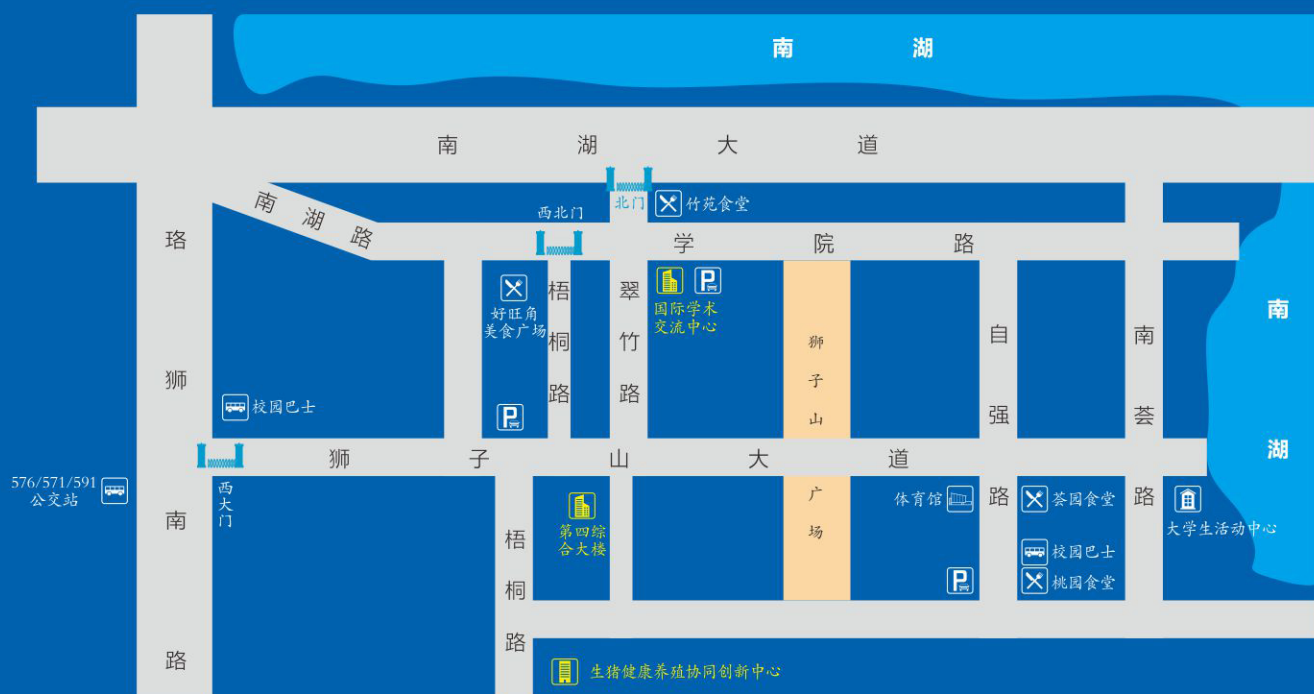 南湖
南湖大道
南湖路
西北门
北门
竹苑食堂
学院路
珞狮南路
好旺角
美食广场
梧桐路
翠竹路
国际学术
交流中心
狮子山广场
自强路
南荟路
南湖
校园巴士
狮子山大道
576/571/591
公交站
西大门
第四综
合大楼
梧桐路
体育馆
荟园食堂
校园巴士
桃园食堂
大学生活动中心
生猪健康养殖协同创新中心